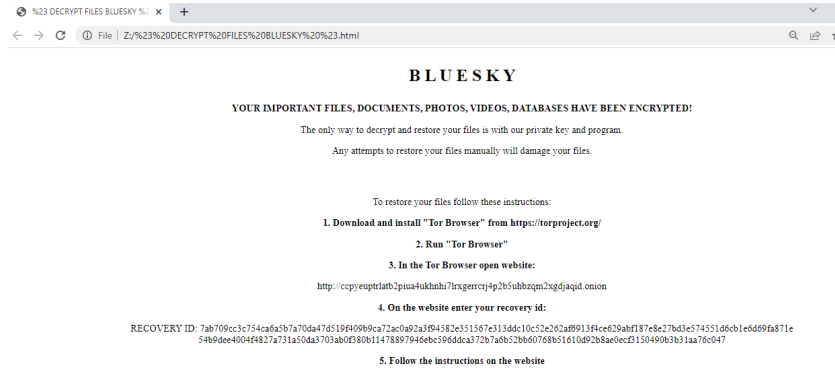 %23 DECRYPT FILES BLUESKY %2
File Z:/%23%20DECRYPT%20FILES%20BLUESKY%20%23.html
B L U E S K Y
YOUR IMPORTANT FILES, DOCUMENTS, PHOTOS, VIDEOS, DATABASES HAVE BEEN ENCRYPTED!
The only way to decrypt and restore your files is with our private key and program.
Any attempts to restore your files manually will damage your files.
To restore your files follow these instructions:
1. Download and install "Tor Browser" from https://torproject.org/
2. Run "Tor Browser"
3. In the Tor Browser open website:
http://ccpyeuptrlatb2piua4ukhnhi7lrxgerrcrj4p2b5uhbzqm2xgdjaqid.onion
4. On the website enter your recovery id:
RECOVERY ID: 7ab709cc3c754ca6a5b7a70da47d519f409b9ca72ac0a92a3f94582e351567e313ddc10c52e262af6913f4ce629abf187e8e27bd3e574551d6cb1e6d69fa871e
54b9dee4004f4827a731a50da3703ab0f380b11478897946ebc596ddca372b7a6b52bb60768b51610d92b8ae0ecf3150490b3b31aa76c047
5. Follow the instructions on the website